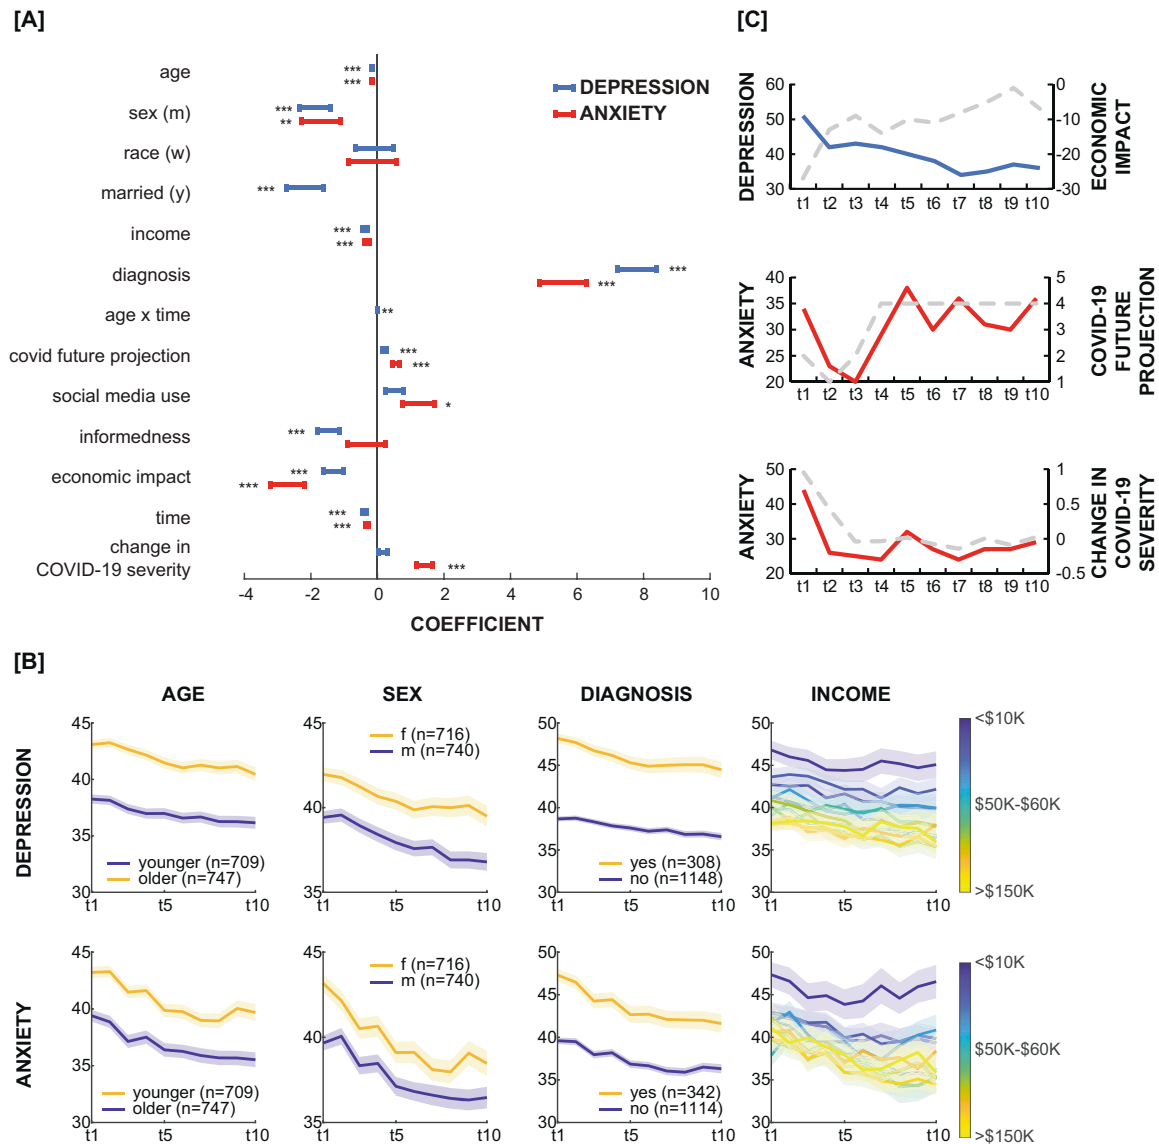 [A]
DEPRESSION
ANXIETY
age
***
***
sex (m)
***
**
race (w)
married (y)
***
income
***
***
diagnosis
***
***
age x time
**
covid future projection
***
***
social media use
*
informedness
***
economic impact
***
***
time
***
***
change in
COVID-19 severity
***
-4 -2 0 2 4 6 8 10
COEFFICIENT
[C]
DEPRESSION
60
50
40
30
0
-10
-20
-30
ECONOMIC
IMPACT
t1 t2 t3 t4 t5 t6 t7 t8 t9 t10
ANXIETY
40
35
30
25
20
5
4
3
2
1
COVID-19
FUTURE
PROJECTION
t1 t2 t3 t4 t5 t6 t7 t8 t9 t10
ANXIETY
50
40
30
20
1
0.5
0
-0.5
CHANGE IN
COVID-19
SEVERITY
t1 t2 t3 t4 t5 t6 t7 t8 t9 t10
[B]
AGE
SEX
DIAGNOSIS
INCOME
DEPRESSION
45
40
35
30
younger (n=709)
older (n=747)
t1 t5 t10
45
40
35
f (n=716)
m (n=740)
t1 t5 t10
50
45
40
35
30
yes (n=308)
no (n=1148)
t1 t5 t10
50
45
40
35
30
t1 t5 t10
<$10K
$50K-$60K
>$150K
ANXIETY
45
40
35
30
younger (n=709)
older (n=747)
t1 t5 t10
45
40
35
f (n=716)
m (n=740)
t1 t5 t10
50
45
40
35
30
yes (n=342)
no (n=1114)
t1 t5 t10
50
45
40
35
30
t1 t5 t10
<$10K
$50K-$60K
>$150K